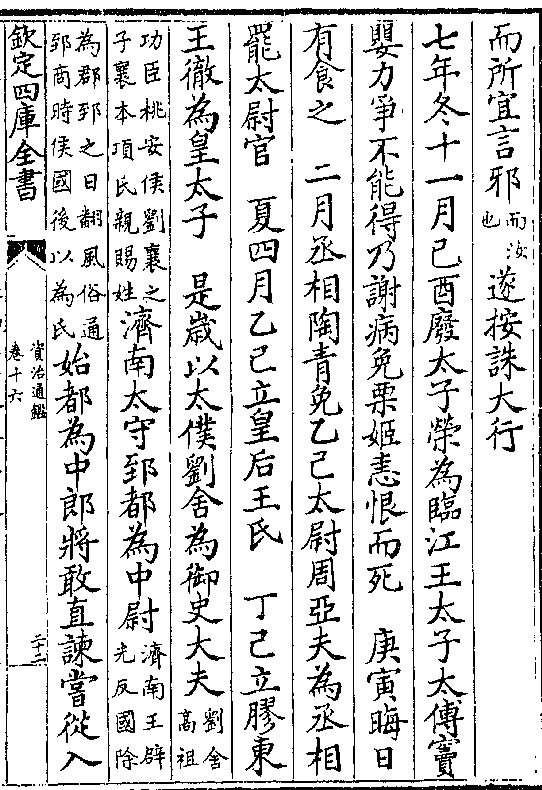 而所宜言邪而汝也遂按誅大行
七年冬十一月己酉廢太子榮為臨江王太子太傅竇
嬰力爭不能得乃謝病免栗姬恚恨而死　庚寅晦日
有食之　二月丞相陶青免乙巳太尉周亞夫為丞相
罷太尉官　夏四月乙巳立皇后王氏　丁巳立膠東
王徹為皇太子　是歲以太僕劉舍為御史大夫劉舍高祖
功臣桃安侯劉襄之子襄本項氏親賜姓濟南太守郅都為中尉濟南王辟光反國除
為郡郅之日翻風俗通郅商時侯國後以為氏始都為中郎將敢直諫嘗從入
欽定四庫全書
資治通鑑
卷十六
二十二